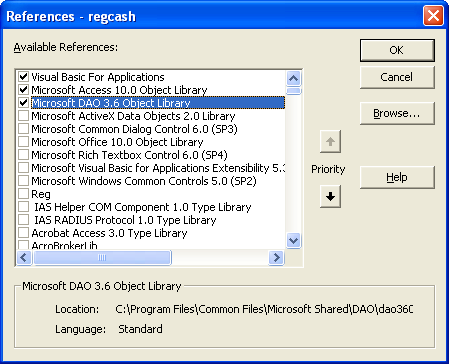 References - regcash
Available References:
Visual Basic For Applications
Microsoft Access 10.0 Object Library
Microsoft DAO 3.6 Object Library
Microsoft ActiveX Data Objects 2.0 Library
Microsoft Common Dialog Control 6.0 (SP3)
Microsoft Office 10.0 Object Library
Microsoft Rich Textbox Control 6.0 (SP4)
Microsoft Visual Basic for Applications Extensibility 5.3
Microsoft Windows Common Controls 5.0 (SP2)
Reg
IAS Helper COM Component 1.0 Type Library
IAS RADIUS Protocol 1.0 Type Library
Acrobat Access 3.0 Type Library
AcroBrokerLib
OK
Cancel
Browse...
Priority
Help
Microsoft DAO 3.6 Object Library
Location: C:\Program Files\Common Files\Microsoft Shared\DAO\dao360
Language: Standard